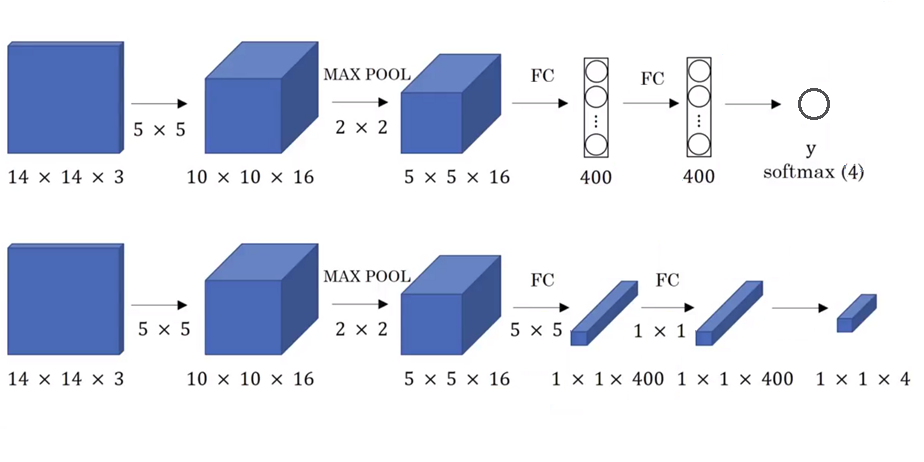 MAX POOL FC FC
5 × 5 2 × 2 ⋮ ⋮
y
14 × 14 × 3 10 × 10 × 16 5 × 5 × 16 400 400 softmax (4)
MAX POOL FC FC
5 × 5 2 × 2 5 × 5 1 × 1
14 × 14 × 3 10 × 10 × 16 5 × 5 × 16 1 × 1 × 400 1 × 1 × 400 1 × 1 × 4